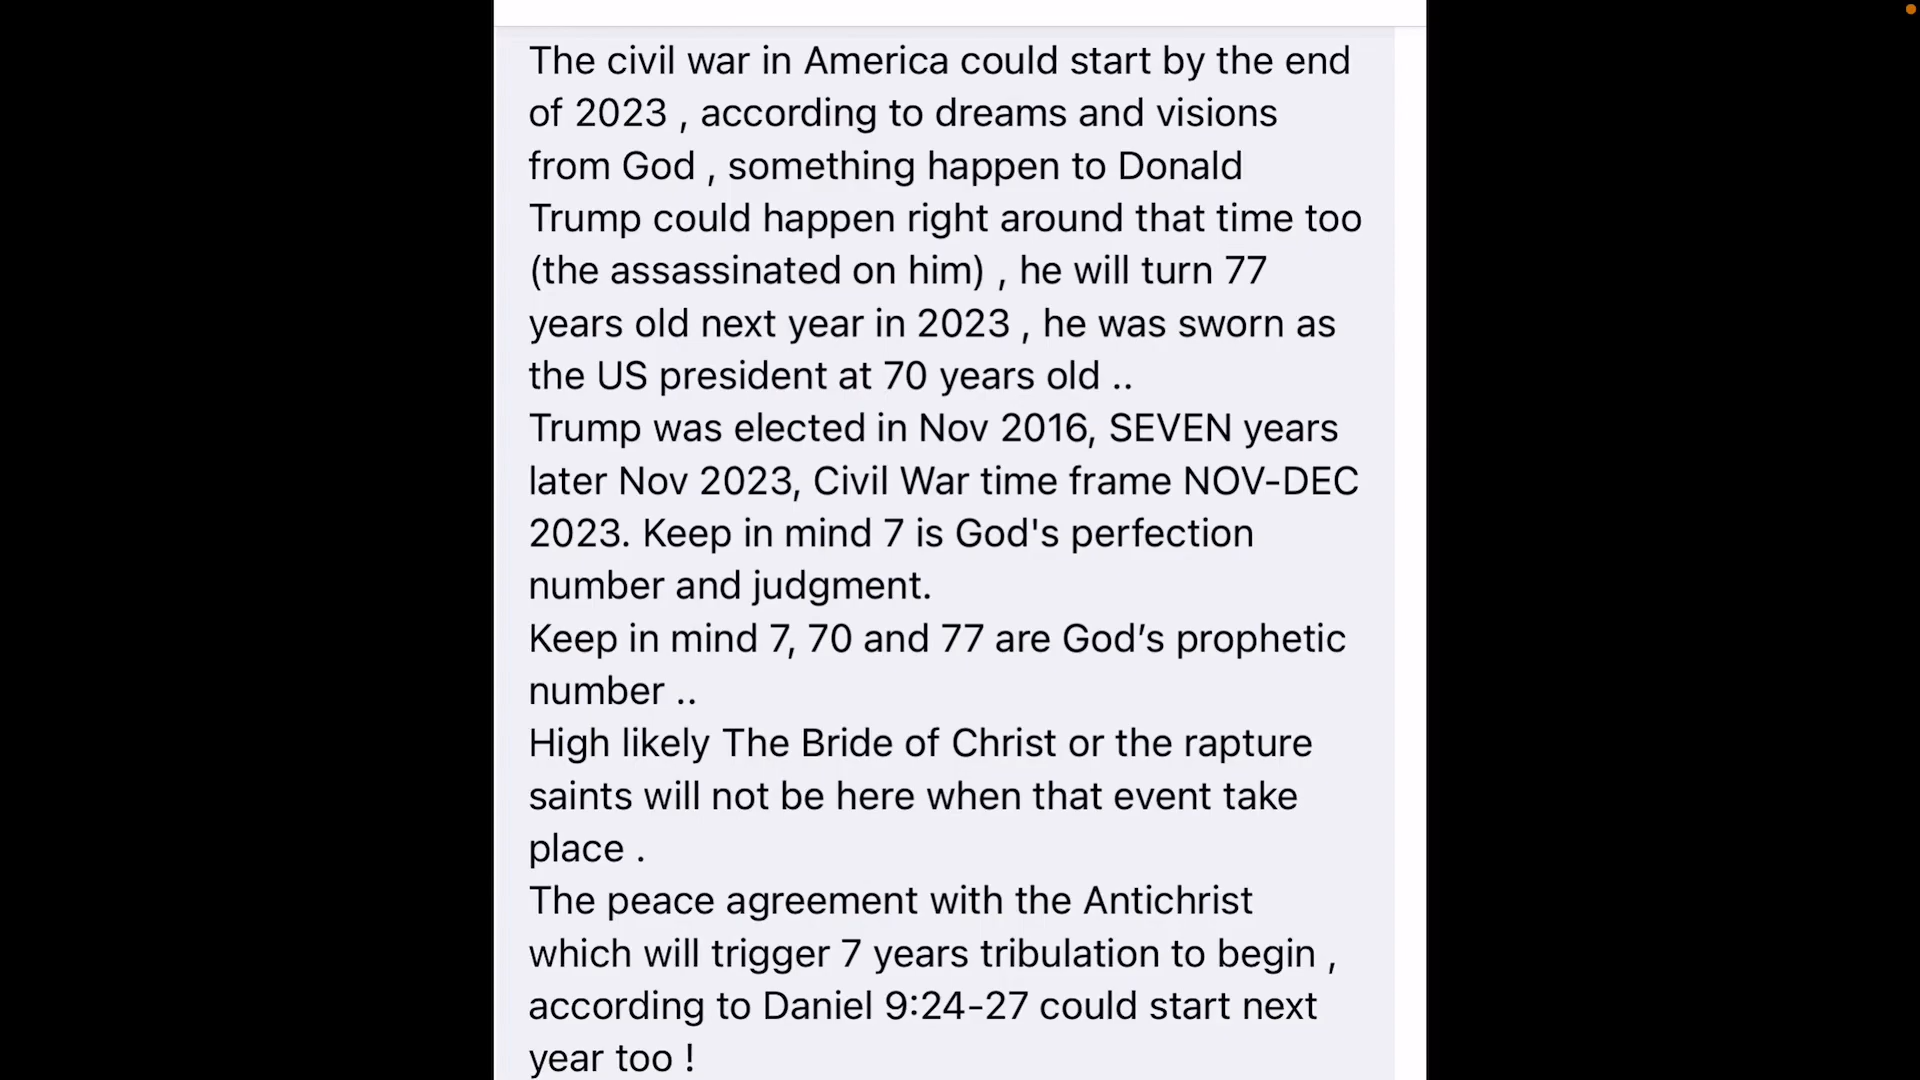 The civil war in America could start by the end
of 2023 , according to dreams and visions
from God , something happen to Donald
Trump could happen right around that time too
(the assassinated on him) , he will turn 77
years old next year in 2023 , he was sworn as
the US president at 70 years old ..
Trump was elected in Nov 2016, SEVEN years
later Nov 2023, Civil War time frame NOV-DEC
2023. Keep in mind 7 is God's perfection
number and judgment.
Keep in mind 7, 70 and 77 are God’s prophetic
number ..
High likely The Bride of Christ or the rapture
saints will not be here when that event take
place .
The peace agreement with the Antichrist
which will trigger 7 years tribulation to begin ,
according to Daniel 9:24-27 could start next
year too !